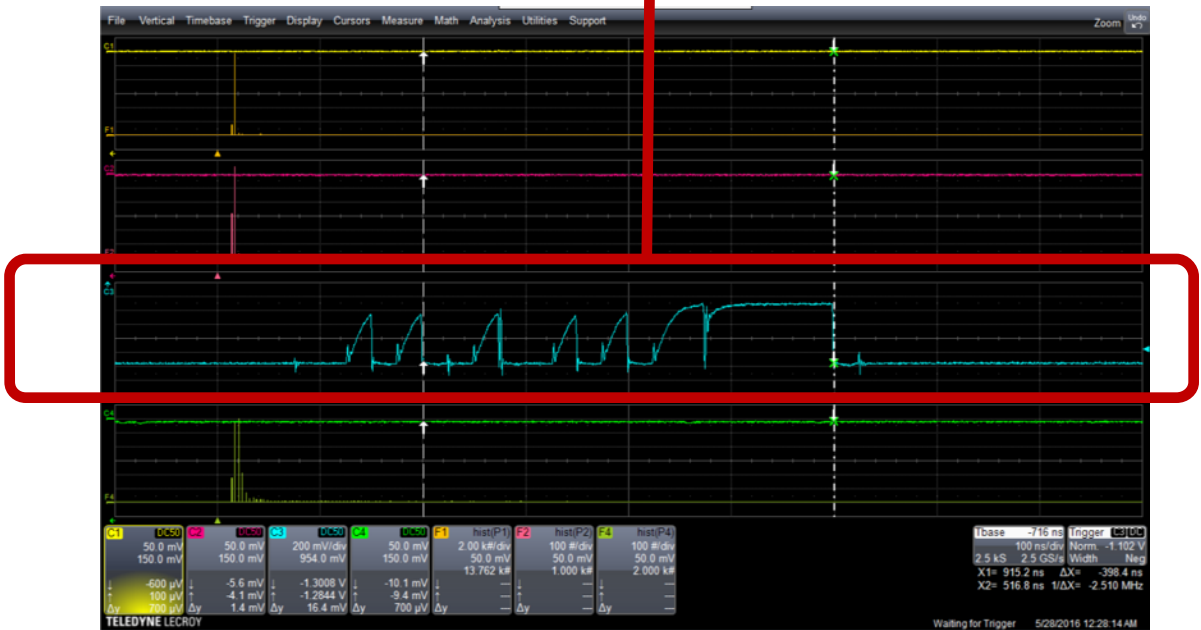 File Vertical Timebase Trigger Display Cursors Measure Math Analysis Utilities Support Zoom Undo
C1
F1
C2
F2
C3
C4
F4
C1 DC50 C2 DC50 C3 DC50 C4 DC50 F1 hist(P1) F2 hist(P2) F4 hist(P4) Tbase -716 ns Trigger C3 DC
50.0 mV 50.0 mV 200 mV/div 50.0 mV 2.00 k#/div 100 #/div 100 #/div 100 ns/div Norm. -1.102 V
150.0 mV 150.0 mV 954.0 mV 150.0 mV 50.0 mV 50.0 mV 50.0 mV 2.5 kS 2.5 GS/s Width Neg
13.762 k# 1.000 k# 2.000 k# X1= 915.2 ns ΔX= -398.4 ns
↓ -600 µV ↓ -5.6 mV ↓ -1.3008 V ↓ -10.1 mV ↓ --- ↓ --- ↓ --- X2= 516.8 ns 1/ΔX= -2.510 MHz
↑ 100 µV ↑ -4.1 mV ↑ -1.2844 V ↑ -9.4 mV ↑ --- ↑ --- ↑ ---
Δy 700 µV Δy 1.4 mV Δy 16.4 mV Δy 700 µV Δy --- Δy --- Δy ---
TELEDYNE LECROY Waiting for Trigger 5/28/2016 12:28:14 AM